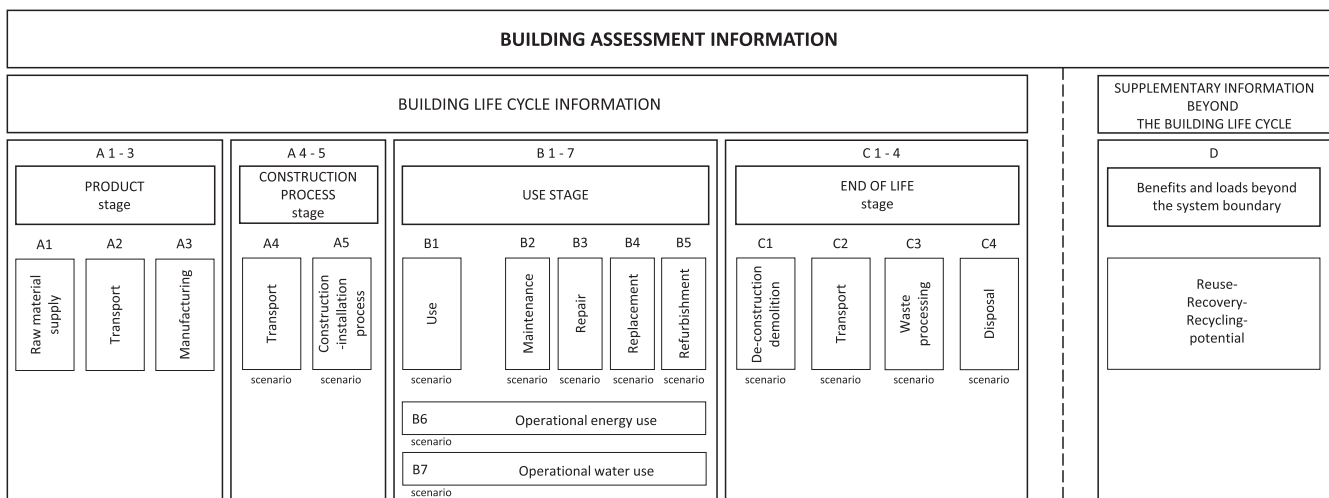 BUILDING ASSESSMENT INFORMATION
BUILDING LIFE CYCLE INFORMATION
SUPPLEMENTARY INFORMATION
BEYOND
THE BUILDING LIFE CYCLE
A 1 - 3
PRODUCT
stage
A1
Raw material
supply
A2
Transport
A3
Manufacturing
A 4 - 5
CONSTRUCTION
PROCESS
stage
A4
Transport
scenario
A5
Construction
-installation
process
scenario
B 1 - 7
USE STAGE
B1
Use
scenario
B2
Maintenance
scenario
B3
Repair
scenario
B4
Replacement
scenario
B5
Refurbishment
scenario
B6
Operational energy use
scenario
B7
Operational water use
scenario
C 1 - 4
END OF LIFE
stage
C1
De-construction
demolition
scenario
C2
Transport
scenario
C3
Waste
processing
scenario
C4
Disposal
scenario
D
Benefits and loads beyond
the system boundary
Reuse-
Recovery-
Recycling-
potential